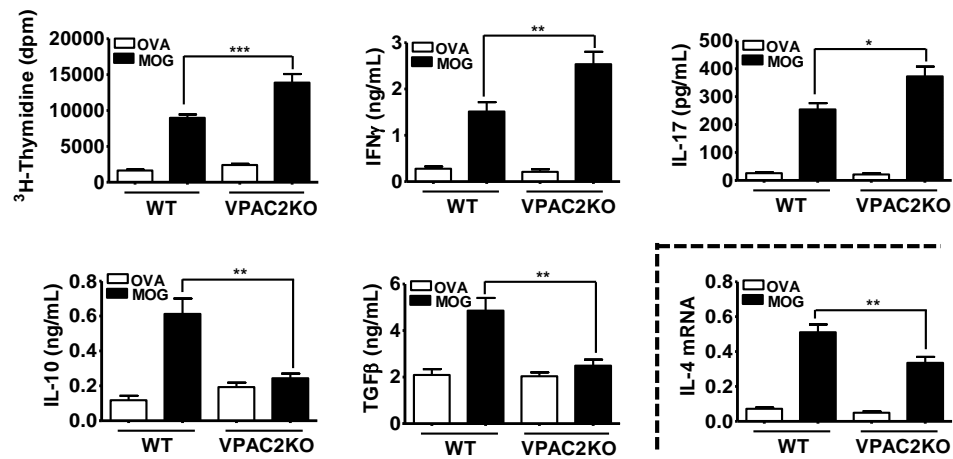 ³H-Thymidine (dpm)
20000
15000
10000
5000
0
OVA
MOG
***
WT
VPAC2KO
IFNγ (ng/mL)
3
2
1
0
OVA
MOG
**
WT
VPAC2KO
IL-17 (pg/mL)
500
400
300
200
100
0
OVA
MOG
*
WT
VPAC2KO
IL-10 (ng/mL)
0.8
0.6
0.4
0.2
0.0
OVA
MOG
**
WT
VPAC2KO
TGFβ (ng/mL)
6
4
2
0
OVA
MOG
**
WT
VPAC2KO
IL-4 mRNA
0.8
0.6
0.4
0.2
0.0
OVA
MOG
**
WT
VPAC2KO